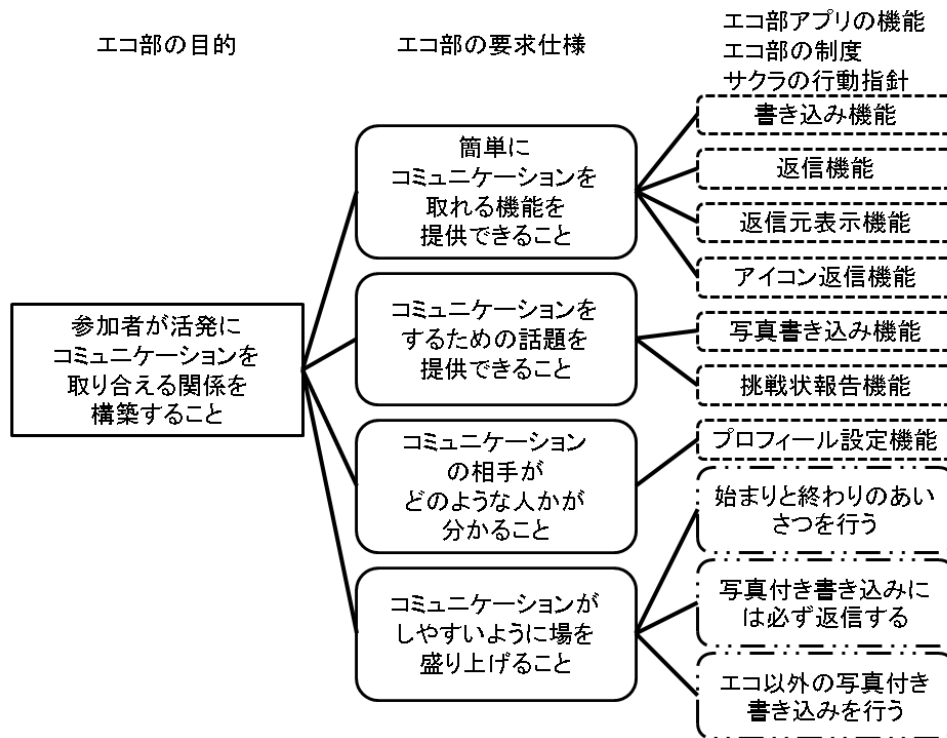 エコ部の目的
エコ部の要求仕様
エコ部アプリの機能
エコ部の制度
サクラの行動指針
参加者が活発に
コミュニケーションを
取り合える関係を
構築すること
簡単に
コミュニケーションを
取れる機能を
提供できること
コミュニケーションを
するための話題を
提供できること
コミュニケーション
の相手が
どのような人かが
分かること
コミュニケーションが
しやすいように場を
盛り上げること
書き込み機能
返信機能
返信元表示機能
アイコン返信機能
写真書き込み機能
挑戦状報告機能
プロフィール設定機能
始まりと終わりのあい
さつを行う
写真付き書き込みに
は必ず返信する
エコ以外の写真付き
書き込みを行う